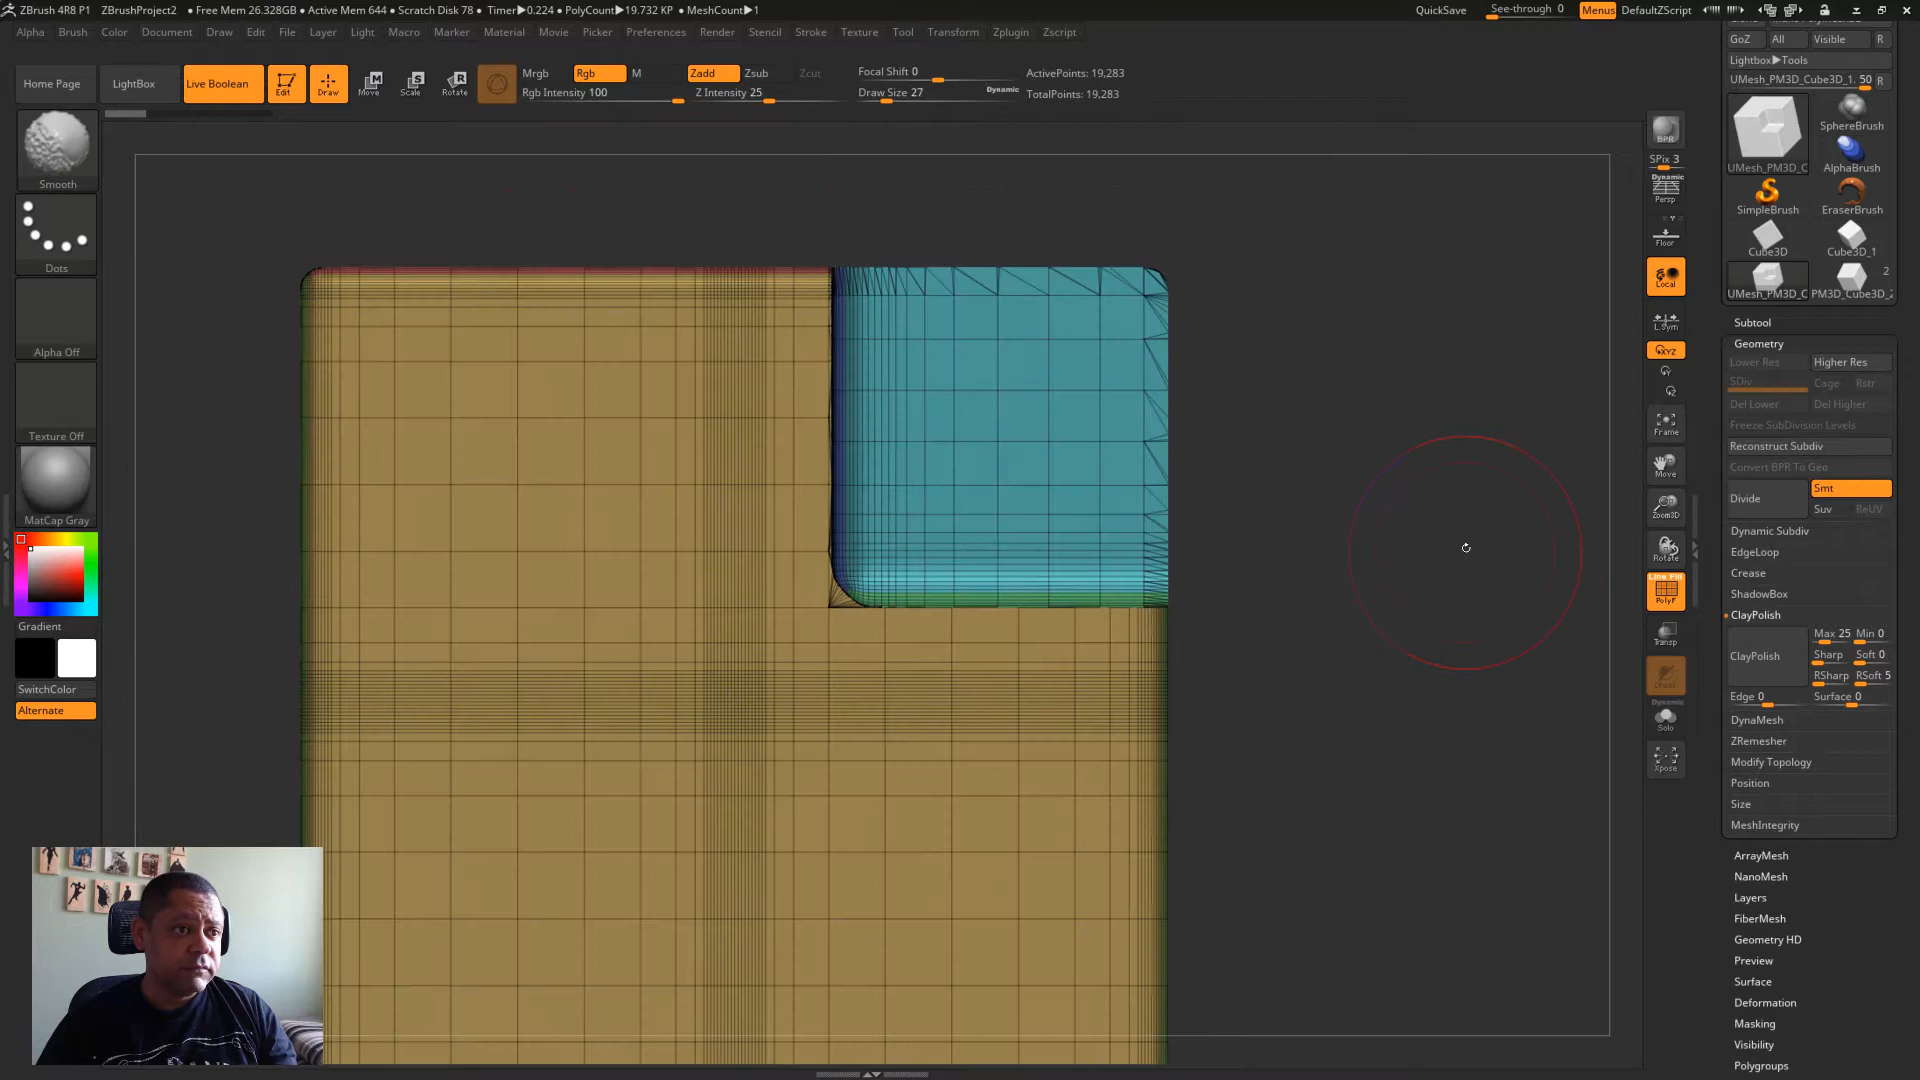 ZBrush 4R8 P1 ZBrushProject2 • Free Mem 26.328GB • Active Mem 644 • Scratch Disk 78 • Timer▶0.224 • PolyCount▶19.732 KP • MeshCount▶1 QuickSave See-through 0 Menus DefaultZScript
Alpha Brush Color Document Draw Edit File Layer Light Macro Marker Material Movie Picker Preferences Render Stencil Stroke Texture Tool Transform Zplugin Zscript
Home Page LightBox Live Boolean Edit Draw Move Scale Rotate
Mrgb Rgb M Zadd Zsub Zcut Focal Shift 0 ActivePoints: 19,283
Rgb Intensity 100 Z Intensity 25 Draw Size 27 Dynamic TotalPoints: 19,283
Smooth
Dots
Alpha Off
Texture Off
MatCap Gray
Gradient
SwitchColor
Alternate
BPR
SPix 3
Dynamic
Persp
Floor
Local
L.Sym
XYZ
Frame
Move
Zoom3D
Rotate
Line Fill
PolyF
Transp
Ghost
Dynamic
Solo
Xpose
GoZ All Visible R
Lightbox▶Tools
UMesh_PM3D_Cube3D_1. 50 R
UMesh_PM3D_C SphereBrush
AlphaBrush
SimpleBrush EraserBrush
Cube3D Cube3D_1
2
UMesh_PM3D_C PM3D_Cube3D_2
Subtool
Geometry
Lower Res Higher Res
SDiv Cage Rstr
Del Lower Del Higher
Freeze SubDivision Levels
Reconstruct Subdiv
Convert BPR To Geo
Divide Smt
Suv ReUV
Dynamic Subdiv
EdgeLoop
Crease
ShadowBox
ClayPolish
ClayPolish Max 25 Min 0
Sharp Soft 0
RSharp RSoft 5
Edge 0 Surface 0
DynaMesh
ZRemesher
Modify Topology
Position
Size
MeshIntegrity
ArrayMesh
NanoMesh
Layers
FiberMesh
Geometry HD
Preview
Surface
Deformation
Masking
Visibility
Polygroups